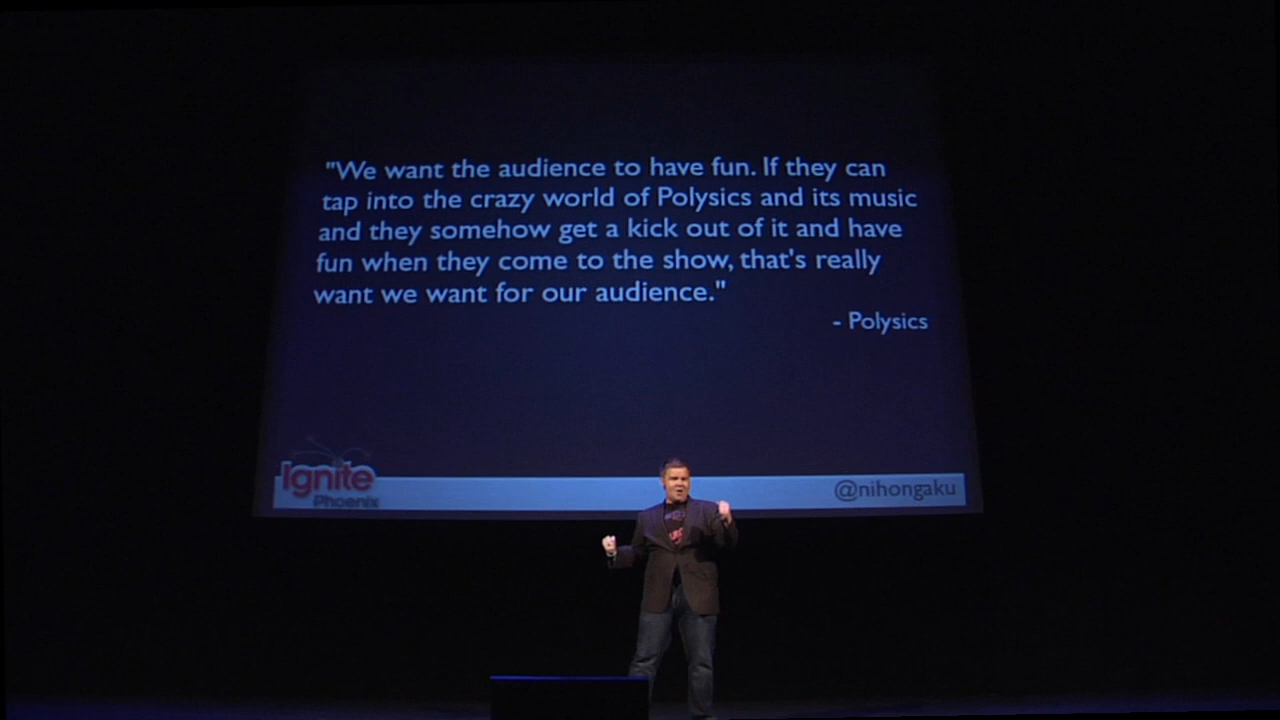 "We want the audience to have fun. If they can
tap into the crazy world of Polysics and its music
and they somehow get a kick out of it and have
fun when they come to the show, that's really
want we want for our audience."
- Polysics
Ignite
Phoenix
@nihongaku